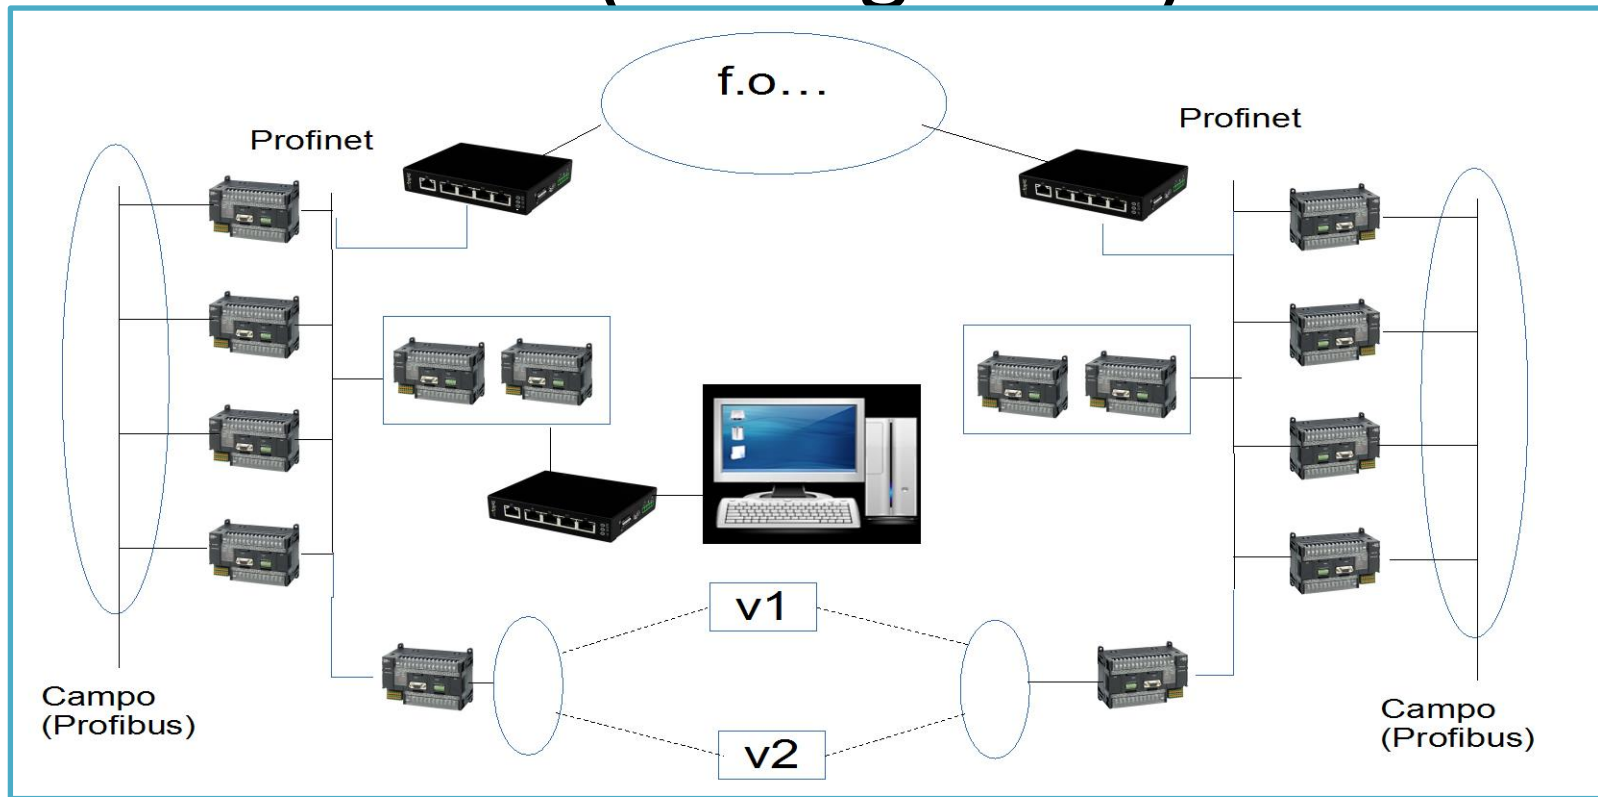 f.o...
Profinet
Profinet
v1
v2
Campo
(Profibus)
Campo
(Profibus)